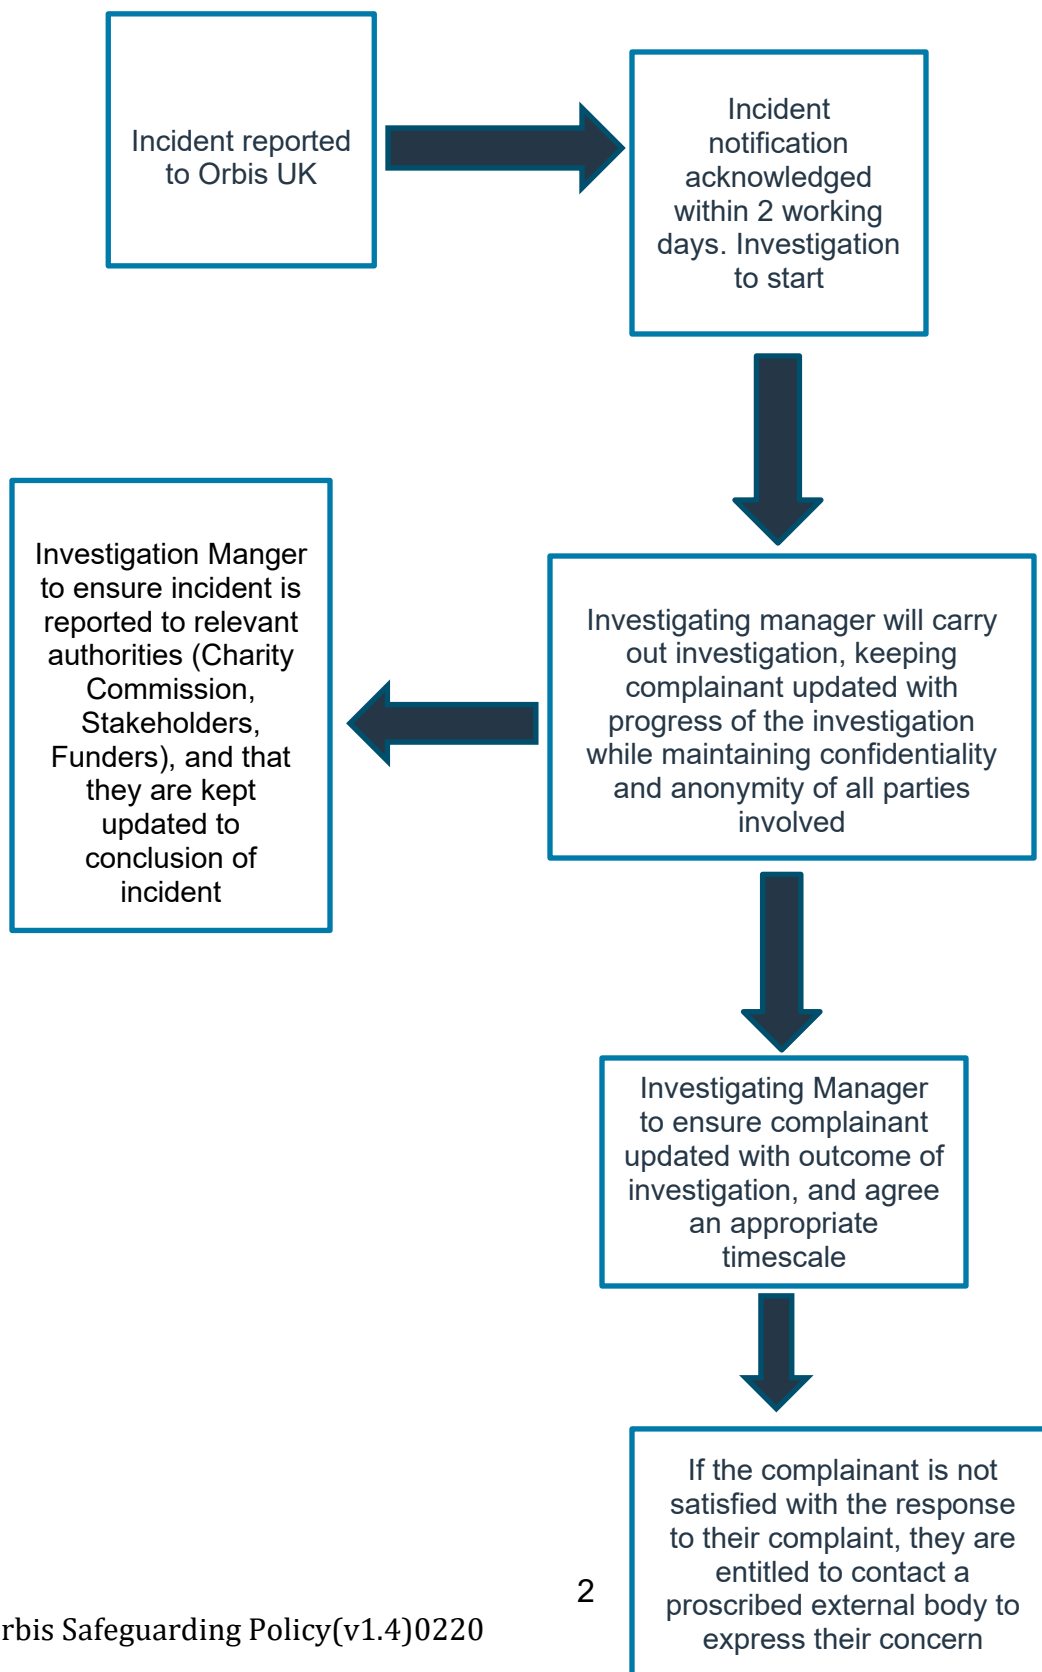 Incident reported
to Orbis UK
Incident
notification
acknowledged
within 2 working
days. Investigation
to start
Investigating manager will carry
out investigation, keeping
complainant updated with
progress of the investigation
while maintaining confidentiality
and anonymity of all parties
involved
Investigation Manger
to ensure incident is
reported to relevant
authorities (Charity
Commission,
Stakeholders,
Funders), and that
they are kept
updated to
conclusion of
incident
Investigating Manager
to ensure complainant
updated with outcome of
investigation, and agree
an appropriate
timescale
If the complainant is not
satisfied with the response
to their complaint, they are
entitled to contact a
proscribed external body to
express their concern
2
rbis Safeguarding Policy(v1.4)0220